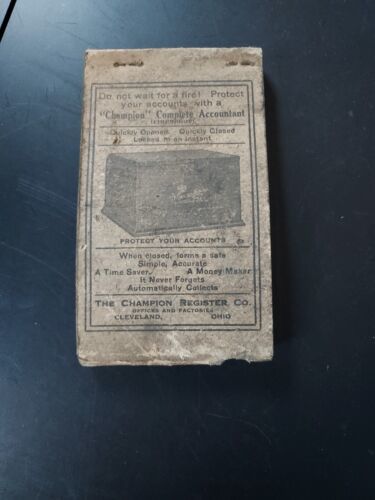 Do not wait for a fire! Protect
your accounts with a
"Champion" Complete Accountant
(FIREPROOF)
Quickly Opened Quickly Closed
Locked in an instant
PROTECT YOUR ACCOUNTS
When closed, forms a safe
Simple, Accurate
A Time Saver. A Money Maker
It Never Forgets
Automatically Collects
THE CHAMPION REGISTER CO.
OFFICES AND FACTORIES
CLEVELAND, OHIO